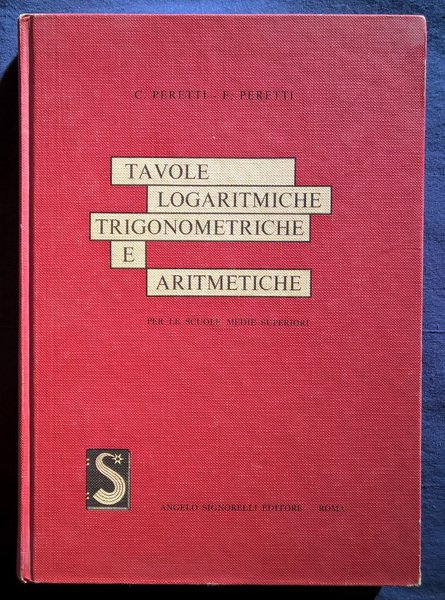 C. PERETTI - F. PERETTI
TAVOLE
LOGARITMICHE
TRIGONOMETRICHE
E
ARITMETICHE
PER LE SCUOLE MEDIE SUPERIORI
S
ANGELO SIGNORELLI EDITORE ROMA